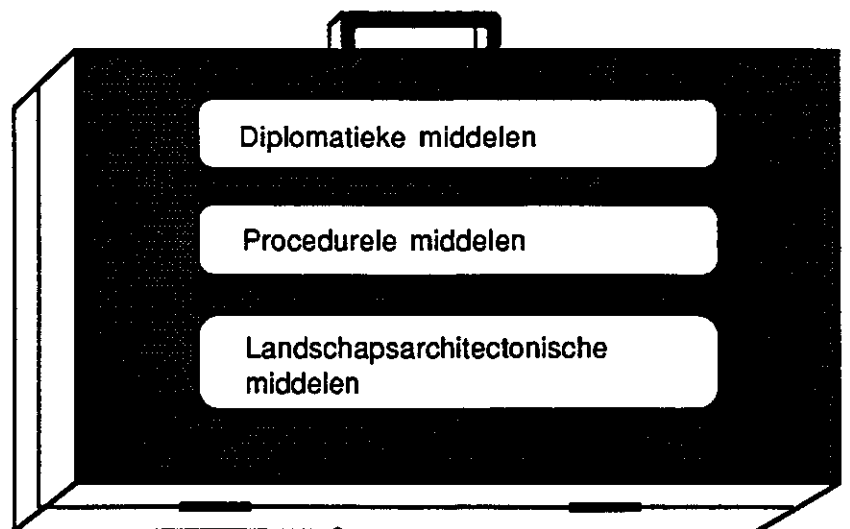 Diplomatieke middelen
Procedurele middelen
Landschapsarchitectonische
middelen